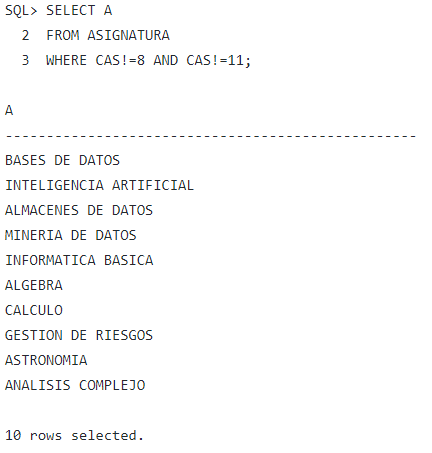 SQL> SELECT A
2 FROM ASIGNATURA
3 WHERE CAS!=8 AND CAS!=11;
A
--------------------------------------------------
BASES DE DATOS
INTELIGENCIA ARTIFICIAL
ALMACENES DE DATOS
MINERIA DE DATOS
INFORMATICA BASICA
ALGEBRA
CALCULO
GESTION DE RIESGOS
ASTRONOMIA
ANALISIS COMPLEJO
10 rows selected.